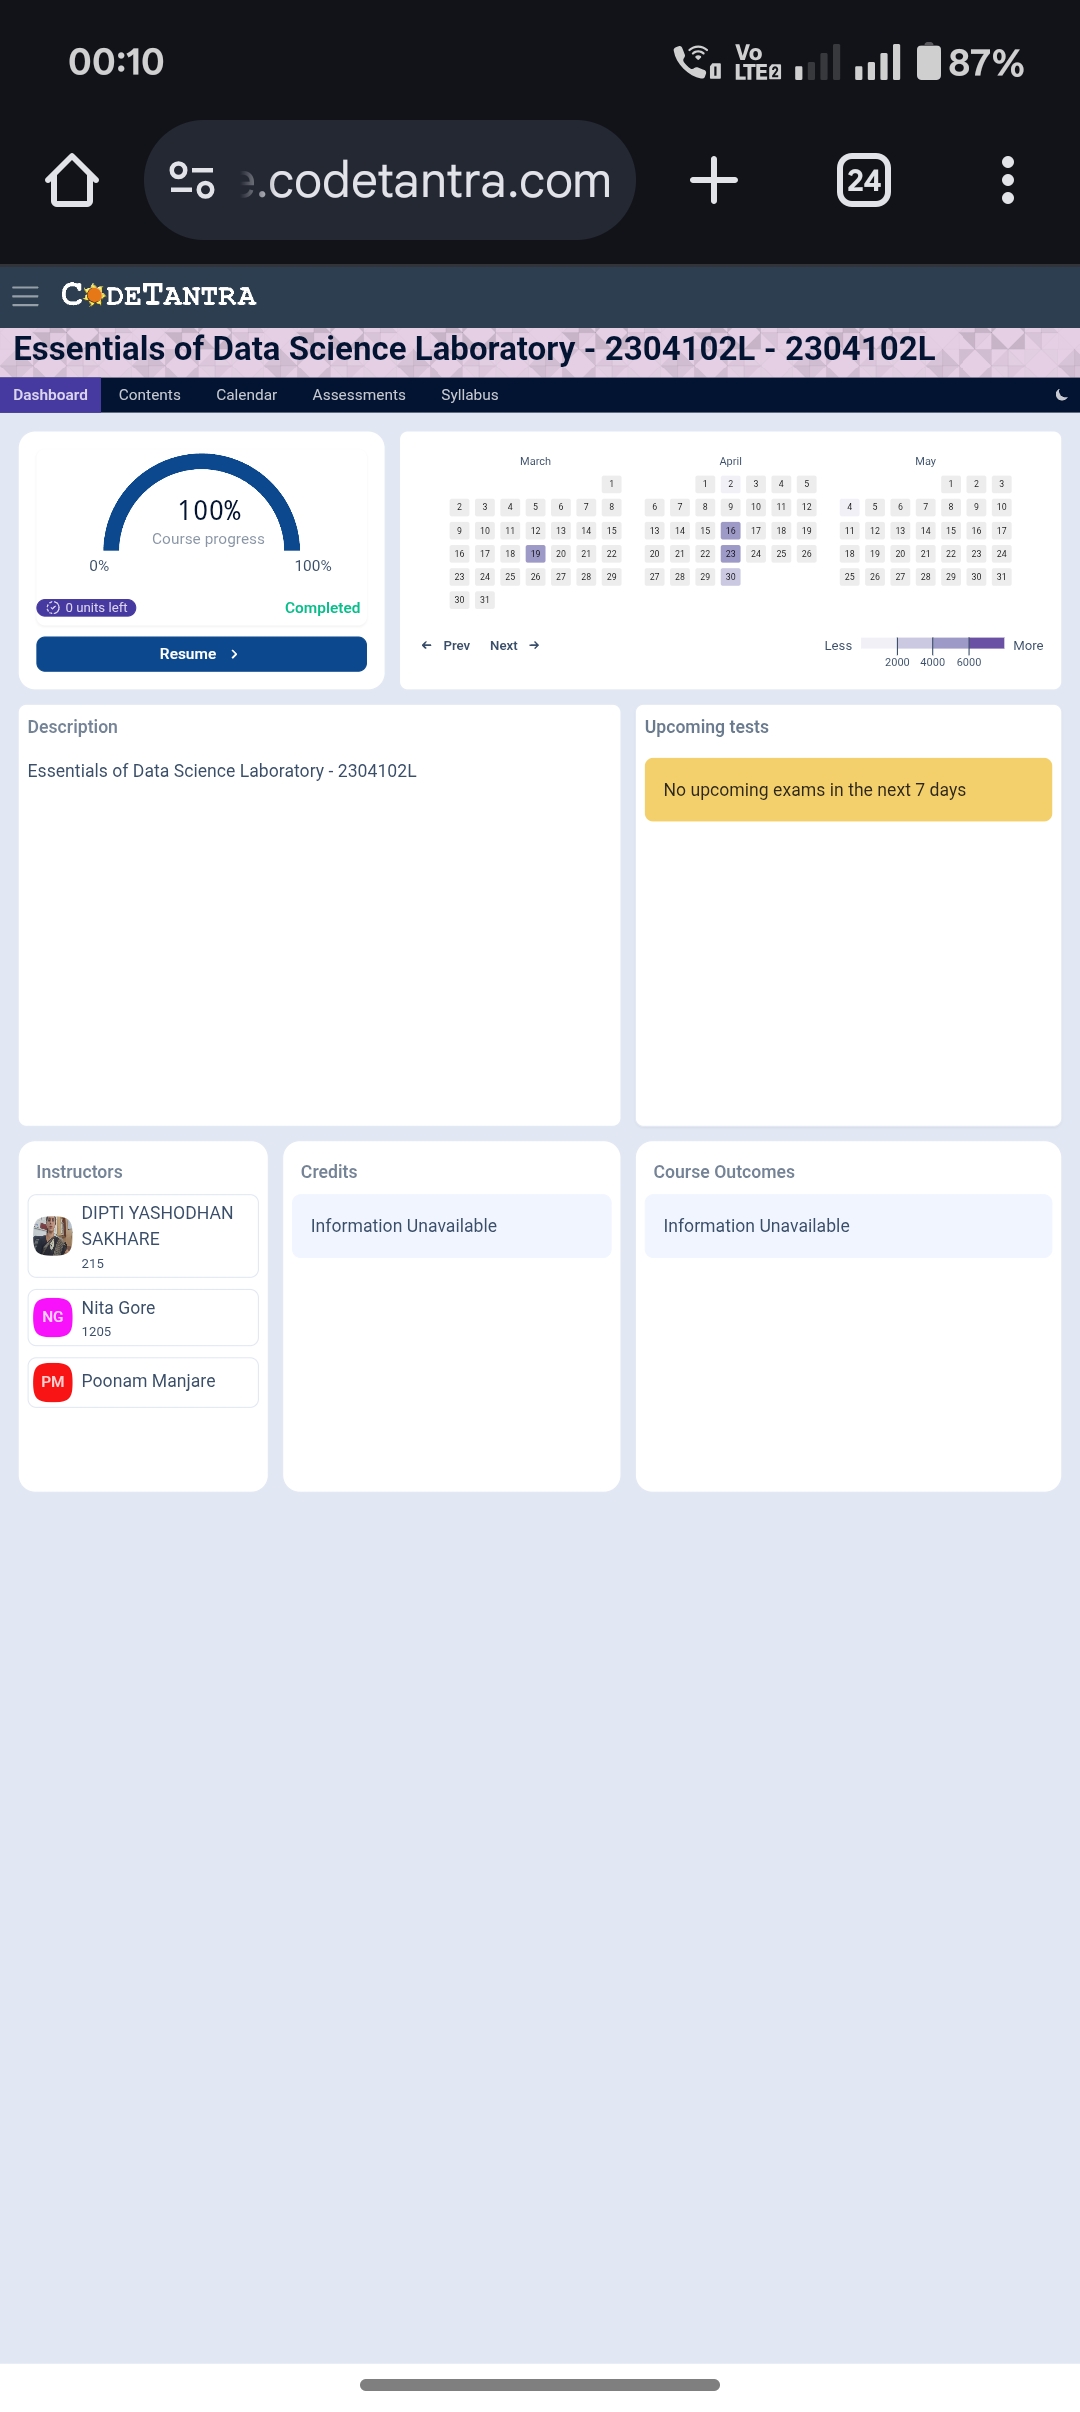 00:10
Vo
LTE2
87%
e.codetantra.com
24
CODETANTRA
Essentials of Data Science Laboratory - 2304102L - 2304102L
Dashboard Contents Calendar Assessments Syllabus
100%
Course progress
0% 100%
0 units left Completed
Resume
March April May
1 1 2 3 4 5 1 2 3
2 3 4 5 6 7 8 6 7 8 9 10 11 12 4 5 6 7 8 9 10
9 10 11 12 13 14 15 13 14 15 16 17 18 19 11 12 13 14 15 16 17
16 17 18 19 20 21 22 20 21 22 23 24 25 26 18 19 20 21 22 23 24
23 24 25 26 27 28 29 27 28 29 30 25 26 27 28 29 30 31
30 31
Prev Next Less More
2000 4000 6000
Description
Essentials of Data Science Laboratory - 2304102L
Upcoming tests
No upcoming exams in the next 7 days
Instructors
DIPTI YASHODHAN
SAKHARE
215
NG Nita Gore
1205
PM Poonam Manjare
Credits
Information Unavailable
Course Outcomes
Information Unavailable